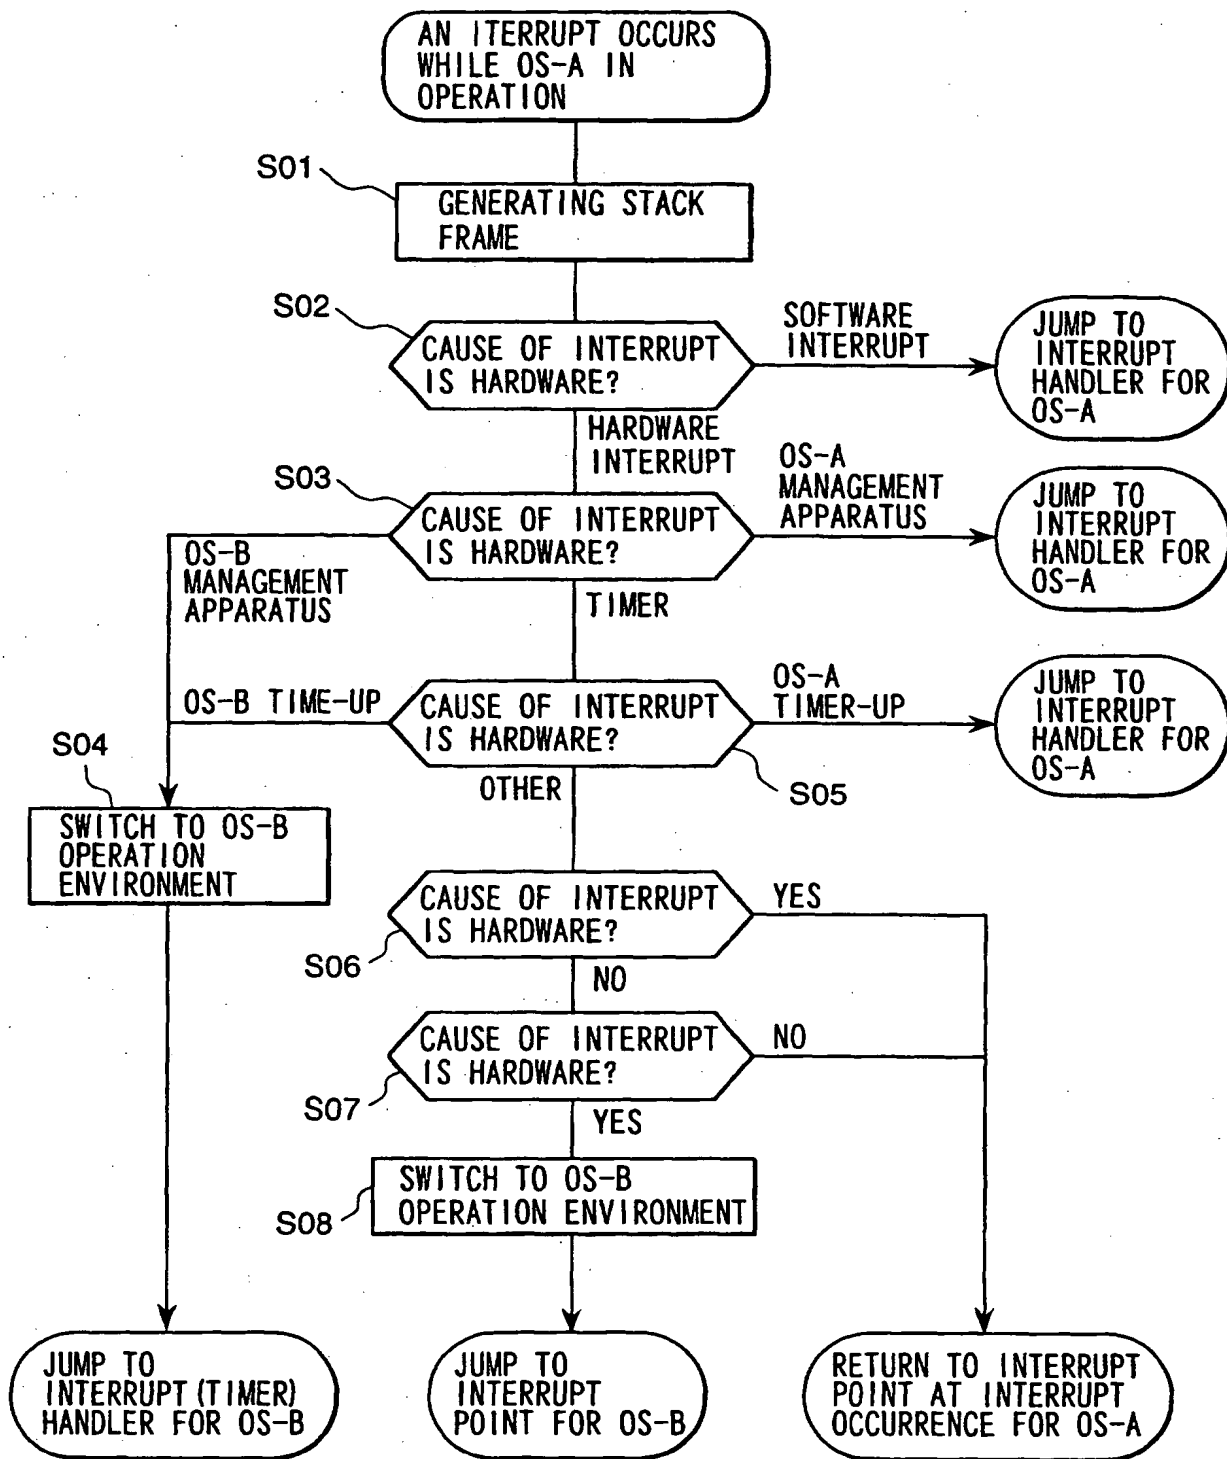 AN ITERRUPT OCCURS
WHILE OS-A IN
OPERATION
S01
GENERATING STACK
FRAME
S02
CAUSE OF INTERRUPT
IS HARDWARE?
SOFTWARE
INTERRUPT
JUMP TO
INTERRUPT
HANDLER FOR
OS-A
HARDWARE
INTERRUPT
S03
CAUSE OF INTERRUPT
IS HARDWARE?
OS-A
MANAGEMENT
APPARATUS
JUMP TO
INTERRUPT
HANDLER FOR
OS-A
OS-B
MANAGEMENT
APPARATUS
TIMER
OS-B TIME-UP
CAUSE OF INTERRUPT
IS HARDWARE?
OS-A
TIMER-UP
JUMP TO
INTERRUPT
HANDLER FOR
OS-A
S04
OTHER
S05
SWITCH TO OS-B
OPERATION
ENVIRONMENT
CAUSE OF INTERRUPT
IS HARDWARE?
YES
S06
NO
CAUSE OF INTERRUPT
IS HARDWARE?
NO
S07
YES
SWITCH TO OS-B
OPERATION ENVIRONMENT
S08
JUMP TO
INTERRUPT (TIMER)
HANDLER FOR OS-B
JUMP TO
INTERRUPT
POINT FOR OS-B
RETURN TO INTERRUPT
POINT AT INTERRUPT
OCCURRENCE FOR OS-A